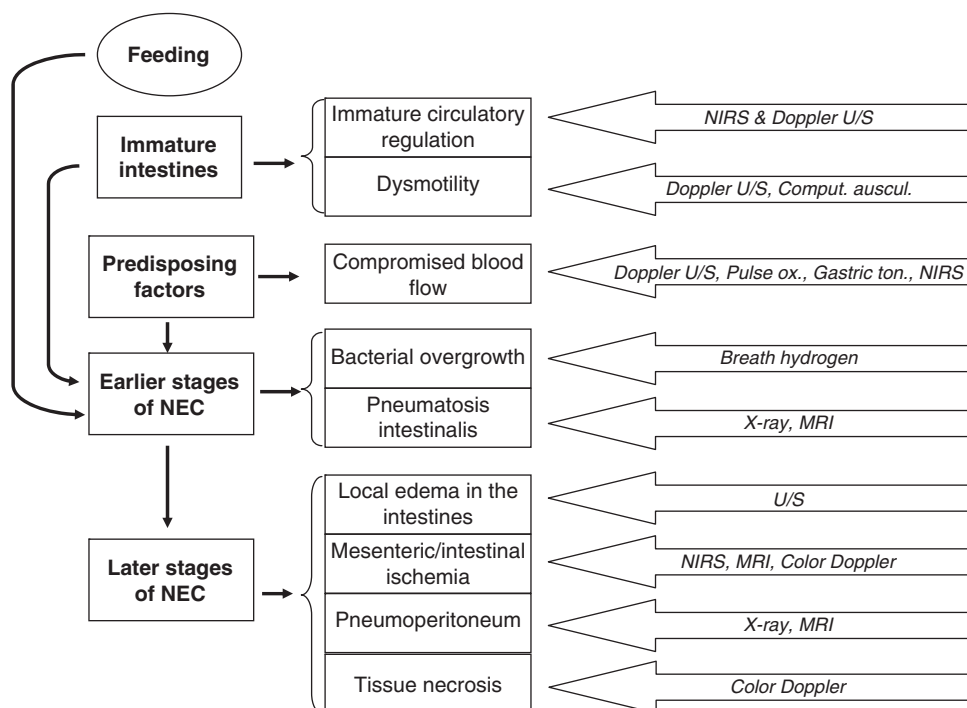 Feeding
Immature
intestines
Immature circulatory
regulation
NIRS & Doppler U/S
Dysmotility
Doppler U/S, Comput. auscul.
Predisposing
factors
Compromised blood
flow
Doppler U/S, Pulse ox., Gastric ton., NIRS
Earlier stages
of NEC
Bacterial overgrowth
Breath hydrogen
Pneumatosis
intestinalis
X-ray, MRI
Later stages
of NEC
Local edema in the
intestines
U/S
Mesenteric/intestinal
ischemia
NIRS, MRI, Color Doppler
Pneumoperitoneum
X-ray, MRI
Tissue necrosis
Color Doppler